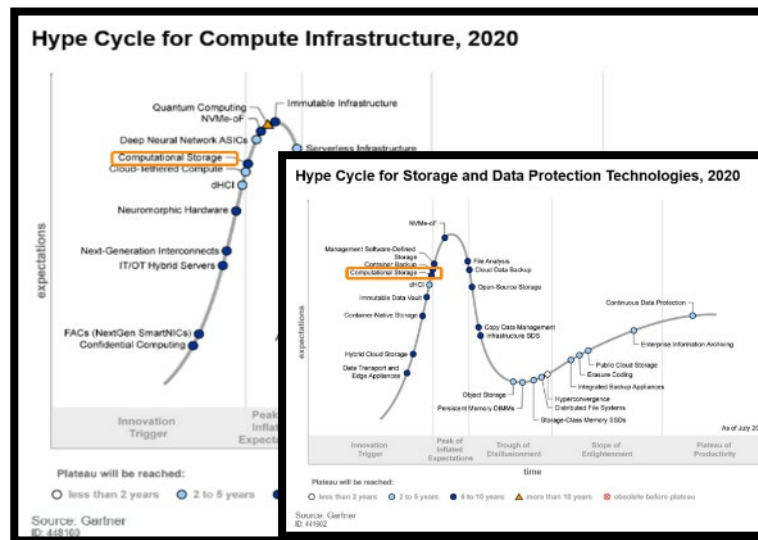 Hype Cycle for Compute Infrastructure, 2020
Immutable Infrastructure
Quantum Computing
NVMe-oF
Deep Neural Network ASICs
Serverless Infrastructure
Computational Storage
Cloud-Tethered Compute
dHCI
Neuromorphic Hardware
Next-Generation Interconnects
IT/OT Hybrid Servers
FACs (NextGen SmartNICs)
Confidential Computing
expectations
Innovation
Trigger
Peak
Inflated
Expectations
Plateau will be reached:
less than 2 years
2 to 5 years
Source: Gartner
Hype Cycle for Storage and Data Protection Technologies, 2020
NVMe-oF
Management Software-Defined
Storage
Container Backup
Computational Storage
dHCI
Immutable Data Vault
Container-Native Storage
Hybrid Cloud Storage
Data Transport and
Edge Appliances
File Analysis
Cloud Data Backup
Open-Source Storage
Copy Data Management
Infrastructure SDS
Object Storage
Persistent Memory DIMMs
Storage-Class Memory SSDs
Distributed File Systems
Hyperconvergence
Integrated Backup Appliances
Erasure Coding
Public Cloud Storage
Enterprise Information Archiving
Continuous Data Protection
expectations
As of July
Innovation
Trigger
Peak of
Inflated
Expectations
Trough of
Disillusionment
Slope of
Enlightenment
Plateau of
Productivity
time
Plateau will be reached:
less than 2 years
2 to 5 years
5 to 10 years
more than 10 years
obsolete before plateau
Source: Gartner